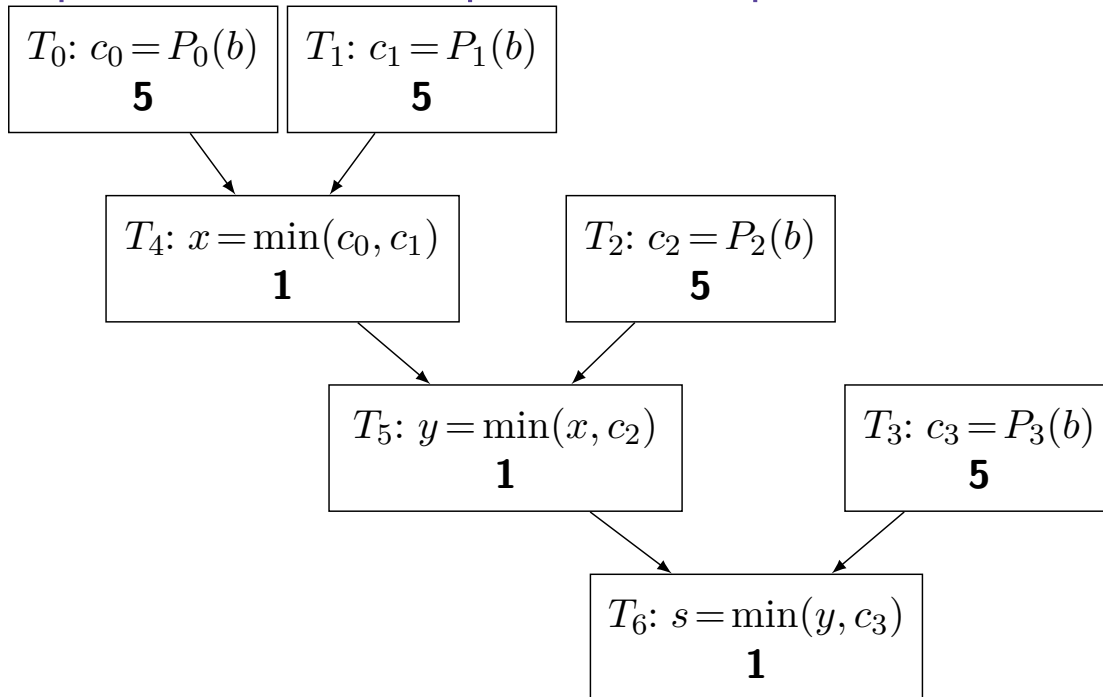 T₀: c₀ = P₀(b)
5
T₁: c₁ = P₁(b)
5
T₄: x = min(c₀, c₁)
1
T₂: c₂ = P₂(b)
5
T₅: y = min(x, c₂)
1
T₃: c₃ = P₃(b)
5
T₆: s = min(y, c₃)
1